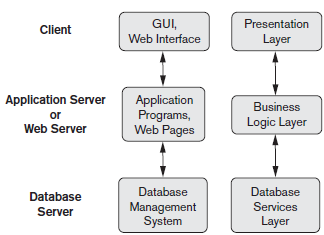 Client
GUI,
Web Interface
Presentation
Layer
Application Server
or
Web Server
Application
Programs,
Web Pages
Business
Logic Layer
Database
Server
Database
Management
System
Database
Services
Layer